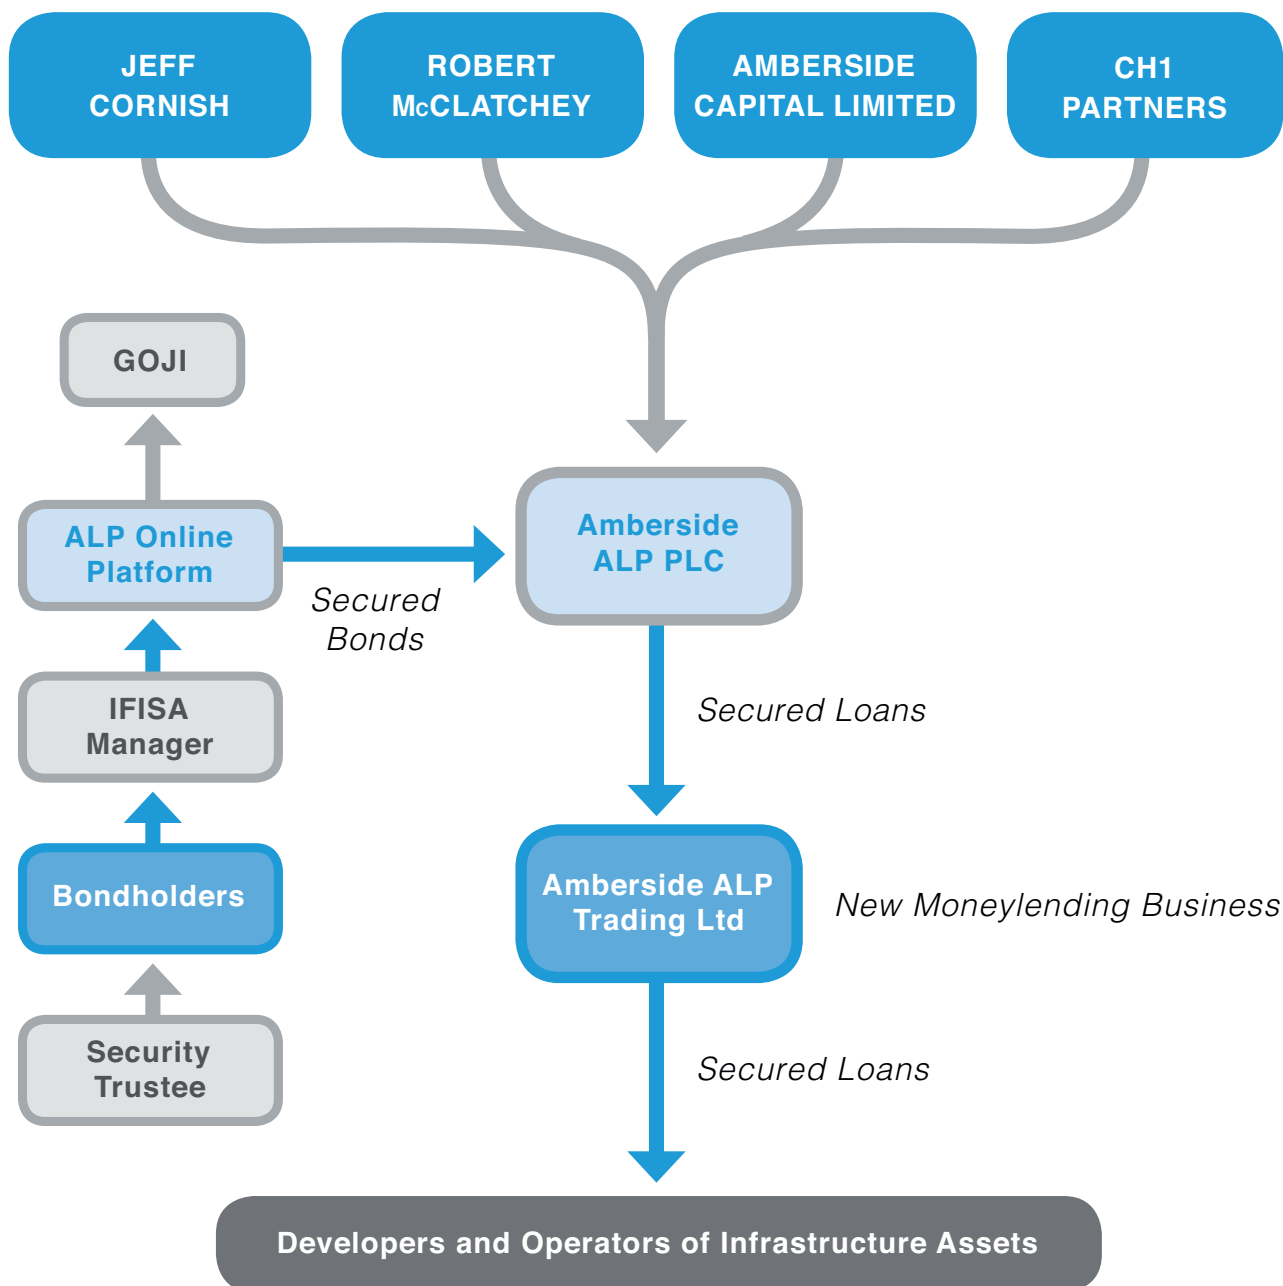 JEFF
CORNISH
ROBERT
McCLATCHEY
AMBERSIDE
CAPITAL LIMITED
CH1
PARTNERS
GOJI
ALP Online
Platform
Secured
Bonds
Amberside
ALP PLC
IFISA
Manager
Secured Loans
Bondholders
Amberside ALP
Trading Ltd
New Moneylending Business
Security
Trustee
Secured Loans
Developers and Operators of Infrastructure Assets